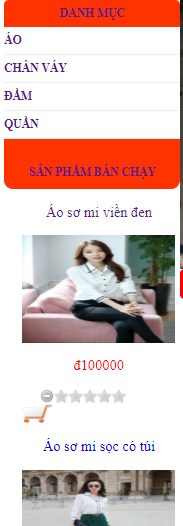 DANH MỤC
ÁO
CHÂN VÁY
ĐẦM
QUẦN
SẢN PHẨM BÁN CHẠY
Áo sơ mi viền đen
đ100000
Áo sơ mi sọc có túi